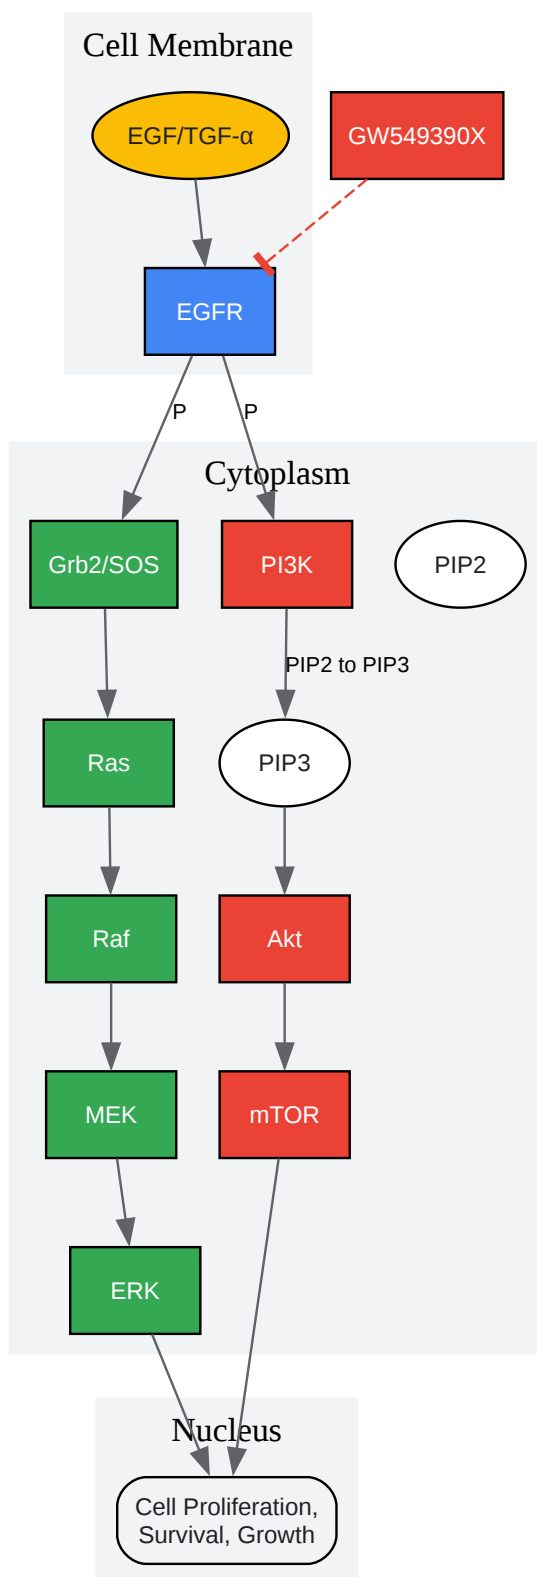 Cell Membrane
EGF/TGF-α
GW549390X
EGFR
P
P
Cytoplasm
Grb2/SOS
PI3K
PIP2
PIP2 to PIP3
Ras
PIP3
Raf
Akt
MEK
mTOR
ERK
Nucleus
Cell Proliferation,
Survival, Growth